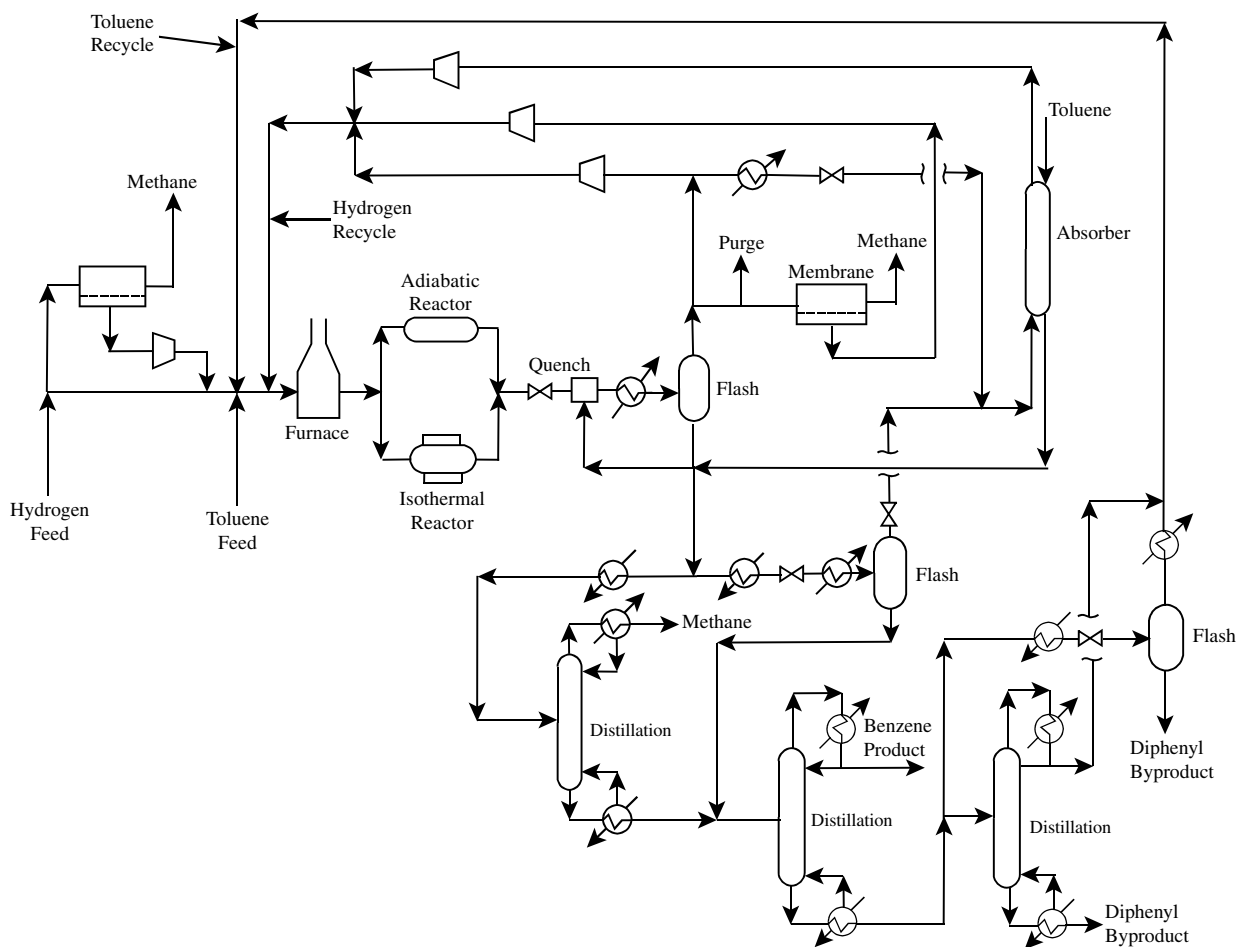 Toluene
Recycle
Toluene
Methane
Hydrogen
Recycle
Absorber
Purge
Methane
Membrane
Adiabatic
Reactor
Quench
Flash
Furnace
Isothermal
Reactor
Hydrogen
Feed
Toluene
Feed
Flash
Methane
Flash
Distillation
Benzene
Product
Diphenyl
Byproduct
Distillation
Distillation
Diphenyl
Byproduct